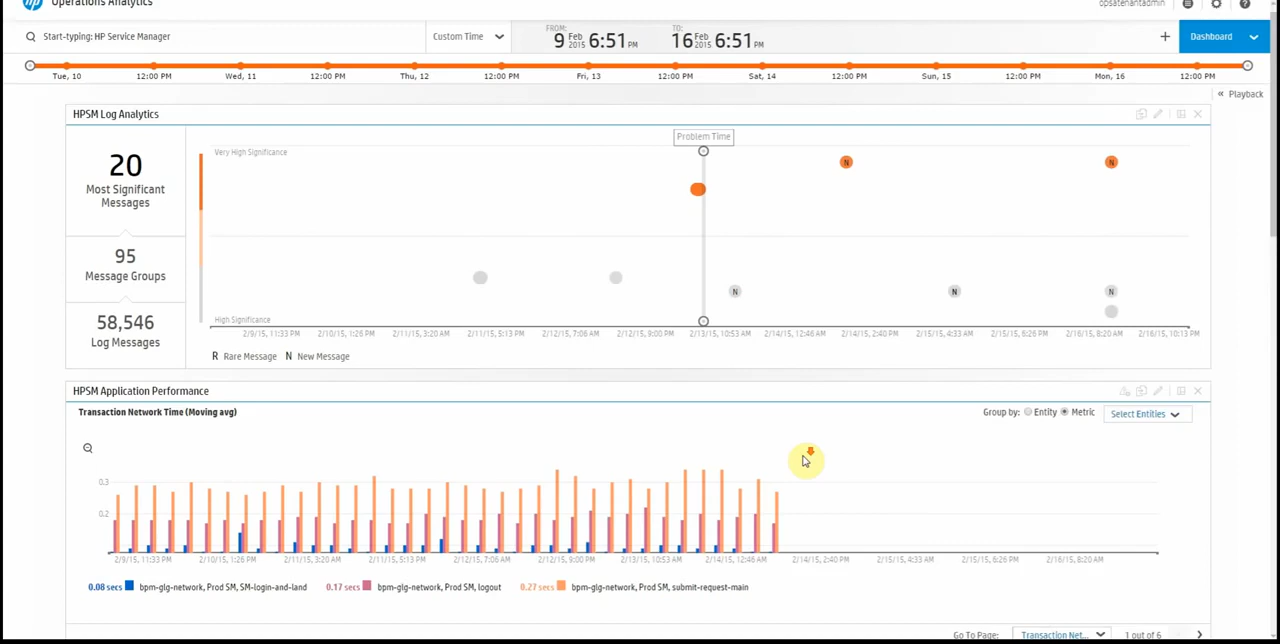 hp Operations Analytics opsatenantadmin
Start-typing: HP Service Manager Custom Time FROM: 9 Feb 2015 6:51 PM TO: 16 Feb 2015 6:51 PM + Dashboard
Tue, 10 12:00 PM Wed, 11 12:00 PM Thu, 12 12:00 PM Fri, 13 12:00 PM Sat, 14 12:00 PM Sun, 15 12:00 PM Mon, 16 12:00 PM
« Playback
HPSM Log Analytics
20
Most Significant
Messages
95
Message Groups
58,546
Log Messages
Problem Time
Very High Significance
N N
N N N
High Significance
2/9/15, 11:33 PM 2/10/15, 1:26 PM 2/11/15, 3:20 AM 2/11/15, 5:13 PM 2/12/15, 7:06 AM 2/12/15, 9:00 PM 2/13/15, 10:53 AM 2/14/15, 12:46 AM 2/14/15, 2:40 PM 2/15/15, 4:33 AM 2/15/15, 6:26 PM 2/16/15, 8:20 AM 2/16/15, 10:13 PM
R Rare Message N New Message
HPSM Application Performance
Transaction Network Time (Moving avg) Group by: Entity Metric Select Entities
0.3
0.2
2/9/15, 11:33 PM 2/10/15, 1:26 PM 2/11/15, 3:20 AM 2/11/15, 5:13 PM 2/12/15, 7:06 AM 2/12/15, 9:00 PM 2/13/15, 10:53 AM 2/14/15, 12:46 AM 2/14/15, 2:40 PM 2/15/15, 4:33 AM 2/15/15, 6:26 PM 2/16/15, 8:20 AM
0.08 secs bpm-glg-network, Prod SM, SM-login-and-land 0.17 secs bpm-glg-network, Prod SM, logout 0.27 secs bpm-glg-network, Prod SM, submit-request-main
Go To Page: Transaction Net... 1 out of 6